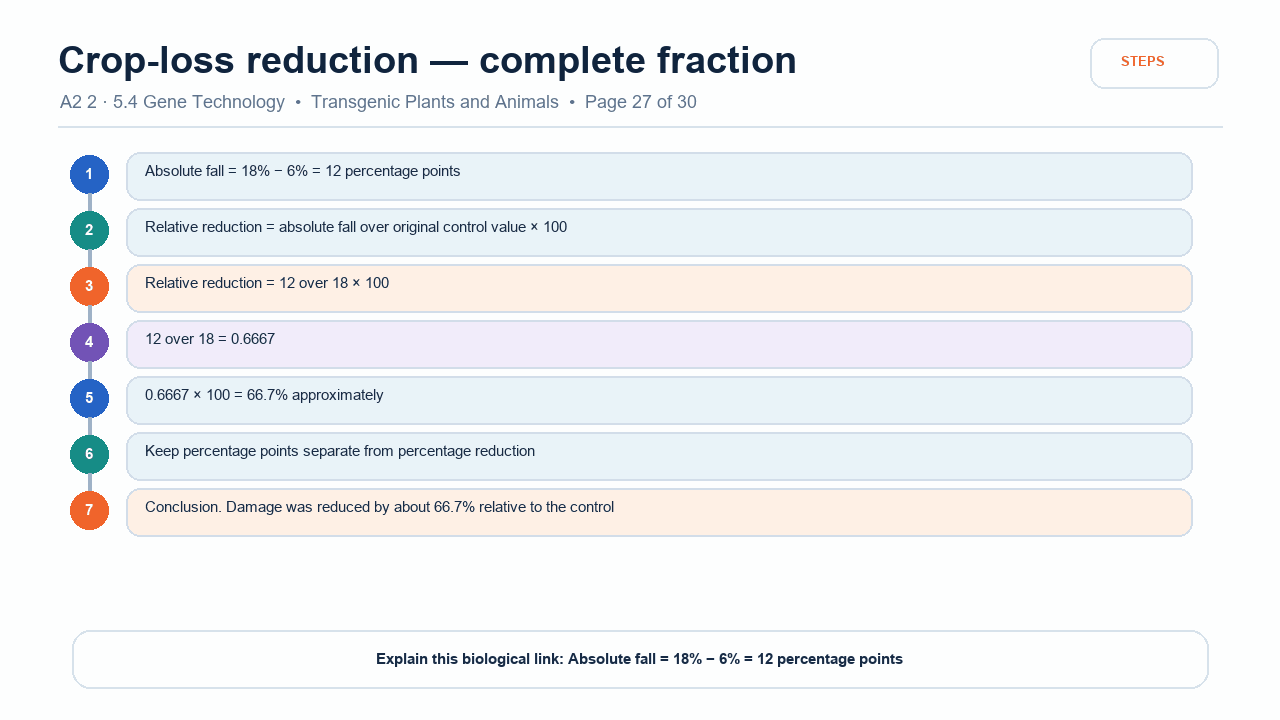 Crop-loss reduction — complete fraction
STEPS
A2 2 · 5.4 Gene Technology • Transgenic Plants and Animals • Page 27 of 30
1 Absolute fall = 18% − 6% = 12 percentage points
2 Relative reduction = absolute fall over original control value × 100
3 Relative reduction = 12 over 18 × 100
4 12 over 18 = 0.6667
5 0.6667 × 100 = 66.7% approximately
6 Keep percentage points separate from percentage reduction
7 Conclusion. Damage was reduced by about 66.7% relative to the control
Explain this biological link: Absolute fall = 18% − 6% = 12 percentage points